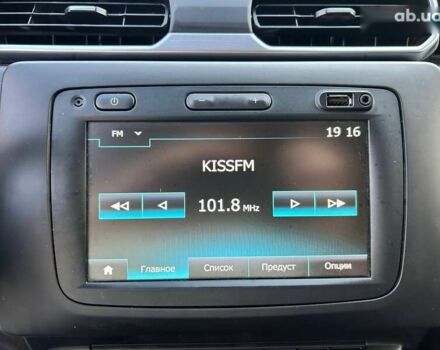 ab.ua
FM 19 16
KISSFM
101.8 MHz
Главное Список Предуст Опции